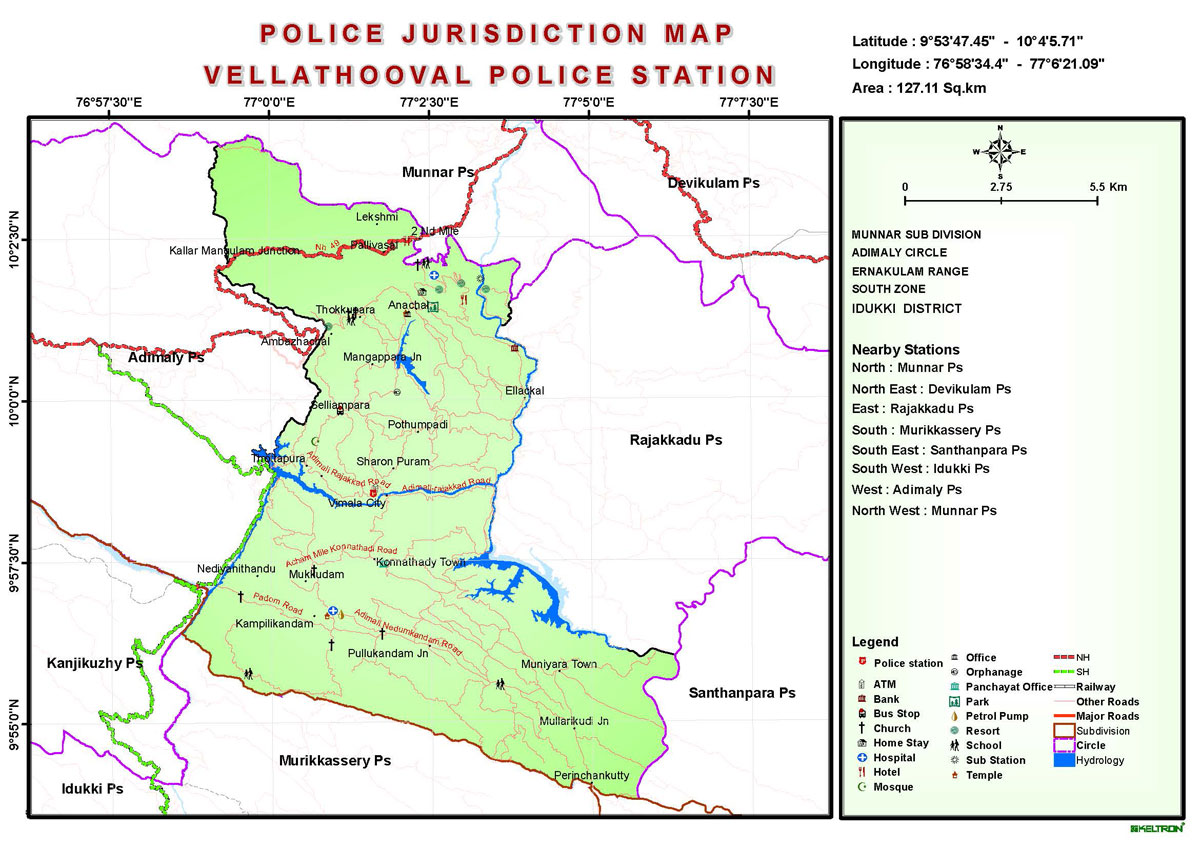 POLICE JURISDICTION MAP
VELLATHOOVAL POLICE STATION
Latitude : 9°53'47.45" - 10°4'5.71"
Longitude : 76°58'34.4" - 77°6'21.09"
Area : 127.11 Sq.km
76°57'30"E
77°0'0"E
77°2'30"E
77°5'0"E
77°7'30"E
10°2'30"N
10°0'0"N
9°57'30"N
9°55'0"N
Munnar Ps
Devikulam Ps
Lekshmi
2 Nd Mile
Kallar Mangulam Junction
Nh 49
Pallivasal
Thokkupara
Anachal
Ambazhachal
Adimaly Ps
Mangappara Jn
Ellackal
Selliampara
Pothumpadi
Rajakkadu Ps
Thottapura
Sharon Puram
Adimali Rajakkad Road
Adimali-rajakkad Road
Vimala City
Acham Mile Konnathadi Road
Nediyanithandu
Mukkudam
Konnathady Town
Padom Road
Kampilikandam
Adimali Nedumkandam Road
Pullukandam Jn
Muniyara Town
Kanjikuzhy Ps
Santhanpara Ps
Mullarikudi Jn
Murikkassery Ps
Perinchankutty
Idukki Ps
N
W
E
S
0
2.75
5.5 Km
MUNNAR SUB DIVISION
ADIMALY CIRCLE
ERNAKULAM RANGE
SOUTH ZONE
IDUKKI DISTRICT
Nearby Stations
North : Munnar Ps
North East : Devikulam Ps
East : Rajakkadu Ps
South : Murikkassery Ps
South East : Santhanpara Ps
South West : Idukki Ps
West : Adimaly Ps
North West : Munnar Ps
Legend
Police station
ATM
Bank
Bus Stop
Church
Home Stay
Hospital
Hotel
Mosque
Office
Orphanage
Panchayat Office
Park
Petrol Pump
Resort
School
Sub Station
Temple
NH
SH
Railway
Other Roads
Major Roads
Subdivision
Circle
Hydrology
KELTRON